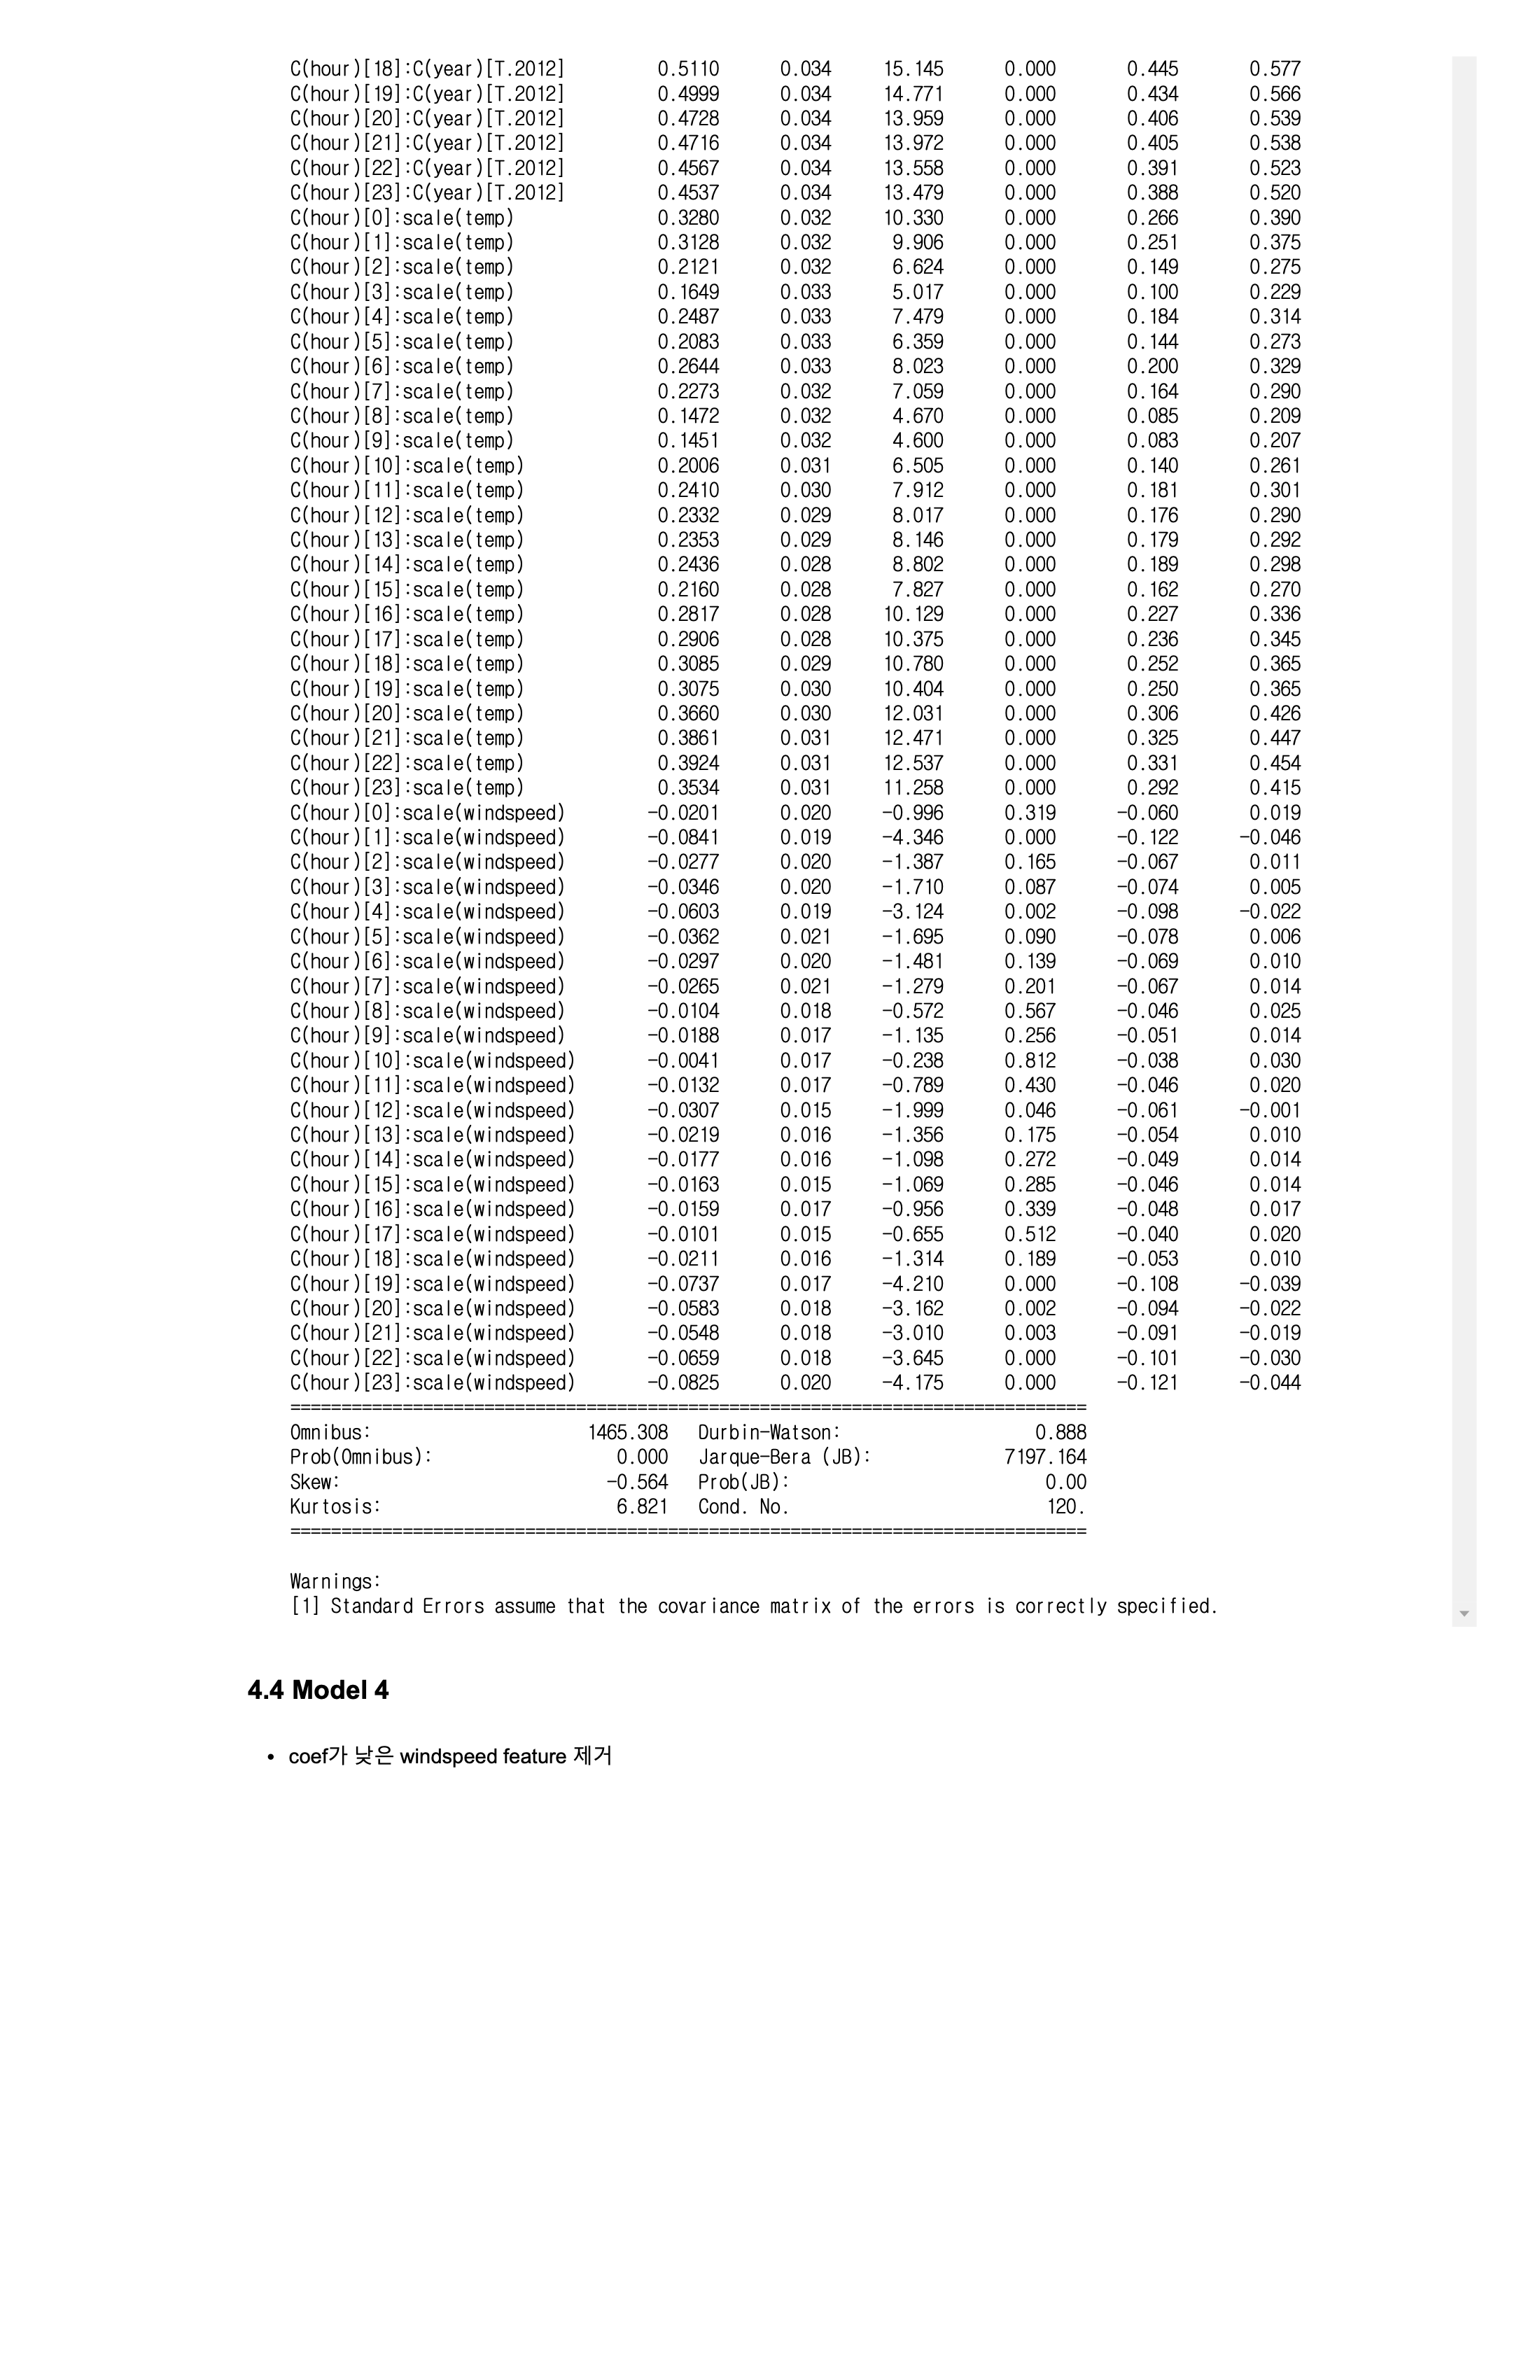 C(hour)[18]:C(year)[T.2012] 0.5110 0.034 15.145 0.000 0.445 0.577
C(hour)[19]:C(year)[T.2012] 0.4999 0.034 14.771 0.000 0.434 0.566
C(hour)[20]:C(year)[T.2012] 0.4728 0.034 13.959 0.000 0.406 0.539
C(hour)[21]:C(year)[T.2012] 0.4716 0.034 13.972 0.000 0.405 0.538
C(hour)[22]:C(year)[T.2012] 0.4567 0.034 13.558 0.000 0.391 0.523
C(hour)[23]:C(year)[T.2012] 0.4537 0.034 13.479 0.000 0.388 0.520
C(hour)[0]:scale(temp) 0.3280 0.032 10.330 0.000 0.266 0.390
C(hour)[1]:scale(temp) 0.3128 0.032 9.906 0.000 0.251 0.375
C(hour)[2]:scale(temp) 0.2121 0.032 6.624 0.000 0.149 0.275
C(hour)[3]:scale(temp) 0.1649 0.033 5.017 0.000 0.100 0.229
C(hour)[4]:scale(temp) 0.2487 0.033 7.479 0.000 0.184 0.314
C(hour)[5]:scale(temp) 0.2083 0.033 6.359 0.000 0.144 0.273
C(hour)[6]:scale(temp) 0.2644 0.033 8.023 0.000 0.200 0.329
C(hour)[7]:scale(temp) 0.2273 0.032 7.059 0.000 0.164 0.290
C(hour)[8]:scale(temp) 0.1472 0.032 4.670 0.000 0.085 0.209
C(hour)[9]:scale(temp) 0.1451 0.032 4.600 0.000 0.083 0.207
C(hour)[10]:scale(temp) 0.2006 0.031 6.505 0.000 0.140 0.261
C(hour)[11]:scale(temp) 0.2410 0.030 7.912 0.000 0.181 0.301
C(hour)[12]:scale(temp) 0.2332 0.029 8.017 0.000 0.176 0.290
C(hour)[13]:scale(temp) 0.2353 0.029 8.146 0.000 0.179 0.292
C(hour)[14]:scale(temp) 0.2436 0.028 8.802 0.000 0.189 0.298
C(hour)[15]:scale(temp) 0.2160 0.028 7.827 0.000 0.162 0.270
C(hour)[16]:scale(temp) 0.2817 0.028 10.129 0.000 0.227 0.336
C(hour)[17]:scale(temp) 0.2906 0.028 10.375 0.000 0.236 0.345
C(hour)[18]:scale(temp) 0.3085 0.029 10.780 0.000 0.252 0.365
C(hour)[19]:scale(temp) 0.3075 0.030 10.404 0.000 0.250 0.365
C(hour)[20]:scale(temp) 0.3660 0.030 12.031 0.000 0.306 0.426
C(hour)[21]:scale(temp) 0.3861 0.031 12.471 0.000 0.325 0.447
C(hour)[22]:scale(temp) 0.3924 0.031 12.537 0.000 0.331 0.454
C(hour)[23]:scale(temp) 0.3534 0.031 11.258 0.000 0.292 0.415
C(hour)[0]:scale(windspeed) -0.0201 0.020 -0.996 0.319 -0.060 0.019
C(hour)[1]:scale(windspeed) -0.0841 0.019 -4.346 0.000 -0.122 -0.046
C(hour)[2]:scale(windspeed) -0.0277 0.020 -1.387 0.165 -0.067 0.011
C(hour)[3]:scale(windspeed) -0.0346 0.020 -1.710 0.087 -0.074 0.005
C(hour)[4]:scale(windspeed) -0.0603 0.019 -3.124 0.002 -0.098 -0.022
C(hour)[5]:scale(windspeed) -0.0362 0.021 -1.695 0.090 -0.078 0.006
C(hour)[6]:scale(windspeed) -0.0297 0.020 -1.481 0.139 -0.069 0.010
C(hour)[7]:scale(windspeed) -0.0265 0.021 -1.279 0.201 -0.067 0.014
C(hour)[8]:scale(windspeed) -0.0104 0.018 -0.572 0.567 -0.046 0.025
C(hour)[9]:scale(windspeed) -0.0188 0.017 -1.135 0.256 -0.051 0.014
C(hour)[10]:scale(windspeed) -0.0041 0.017 -0.238 0.812 -0.038 0.030
C(hour)[11]:scale(windspeed) -0.0132 0.017 -0.789 0.430 -0.046 0.020
C(hour)[12]:scale(windspeed) -0.0307 0.015 -1.999 0.046 -0.061 -0.001
C(hour)[13]:scale(windspeed) -0.0219 0.016 -1.356 0.175 -0.054 0.010
C(hour)[14]:scale(windspeed) -0.0177 0.016 -1.098 0.272 -0.049 0.014
C(hour)[15]:scale(windspeed) -0.0163 0.015 -1.069 0.285 -0.046 0.014
C(hour)[16]:scale(windspeed) -0.0159 0.017 -0.956 0.339 -0.048 0.017
C(hour)[17]:scale(windspeed) -0.0101 0.015 -0.655 0.512 -0.040 0.020
C(hour)[18]:scale(windspeed) -0.0211 0.016 -1.314 0.189 -0.053 0.010
C(hour)[19]:scale(windspeed) -0.0737 0.017 -4.210 0.000 -0.108 -0.039
C(hour)[20]:scale(windspeed) -0.0583 0.018 -3.162 0.002 -0.094 -0.022
C(hour)[21]:scale(windspeed) -0.0548 0.018 -3.010 0.003 -0.091 -0.019
C(hour)[22]:scale(windspeed) -0.0659 0.018 -3.645 0.000 -0.101 -0.030
C(hour)[23]:scale(windspeed) -0.0825 0.020 -4.175 0.000 -0.121 -0.044
==============================================================================
Omnibus: 1465.308 Durbin-Watson: 0.888
Prob(Omnibus): 0.000 Jarque-Bera (JB): 7197.164
Skew: -0.564 Prob(JB): 0.00
Kurtosis: 6.821 Cond. No. 120.
==============================================================================
Warnings:
[1] Standard Errors assume that the covariance matrix of the errors is correctly specified.
4.4 Model 4
• coef가 낮은 windspeed feature 제거